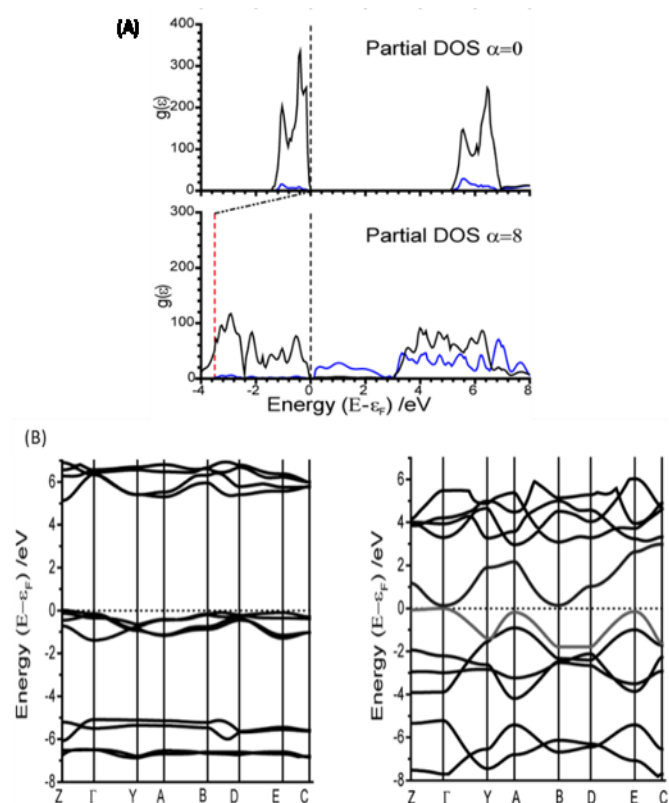 (A)
400
Partial DOS α=0
300
g(ε)
200
100
0
300
Partial DOS α=8
200
g(ε)
100
0
-4 -2 0 2 4 6 8
Energy (E-εF) /eV
(B)
6
4
2
0
-2
-4
-6
-8
Energy (E-εF) /eV
Z Γ Y A B D E C
6
4
2
0
-2
-4
-6
-8
Energy (E-εF) /eV
Z Γ Y A B D E C